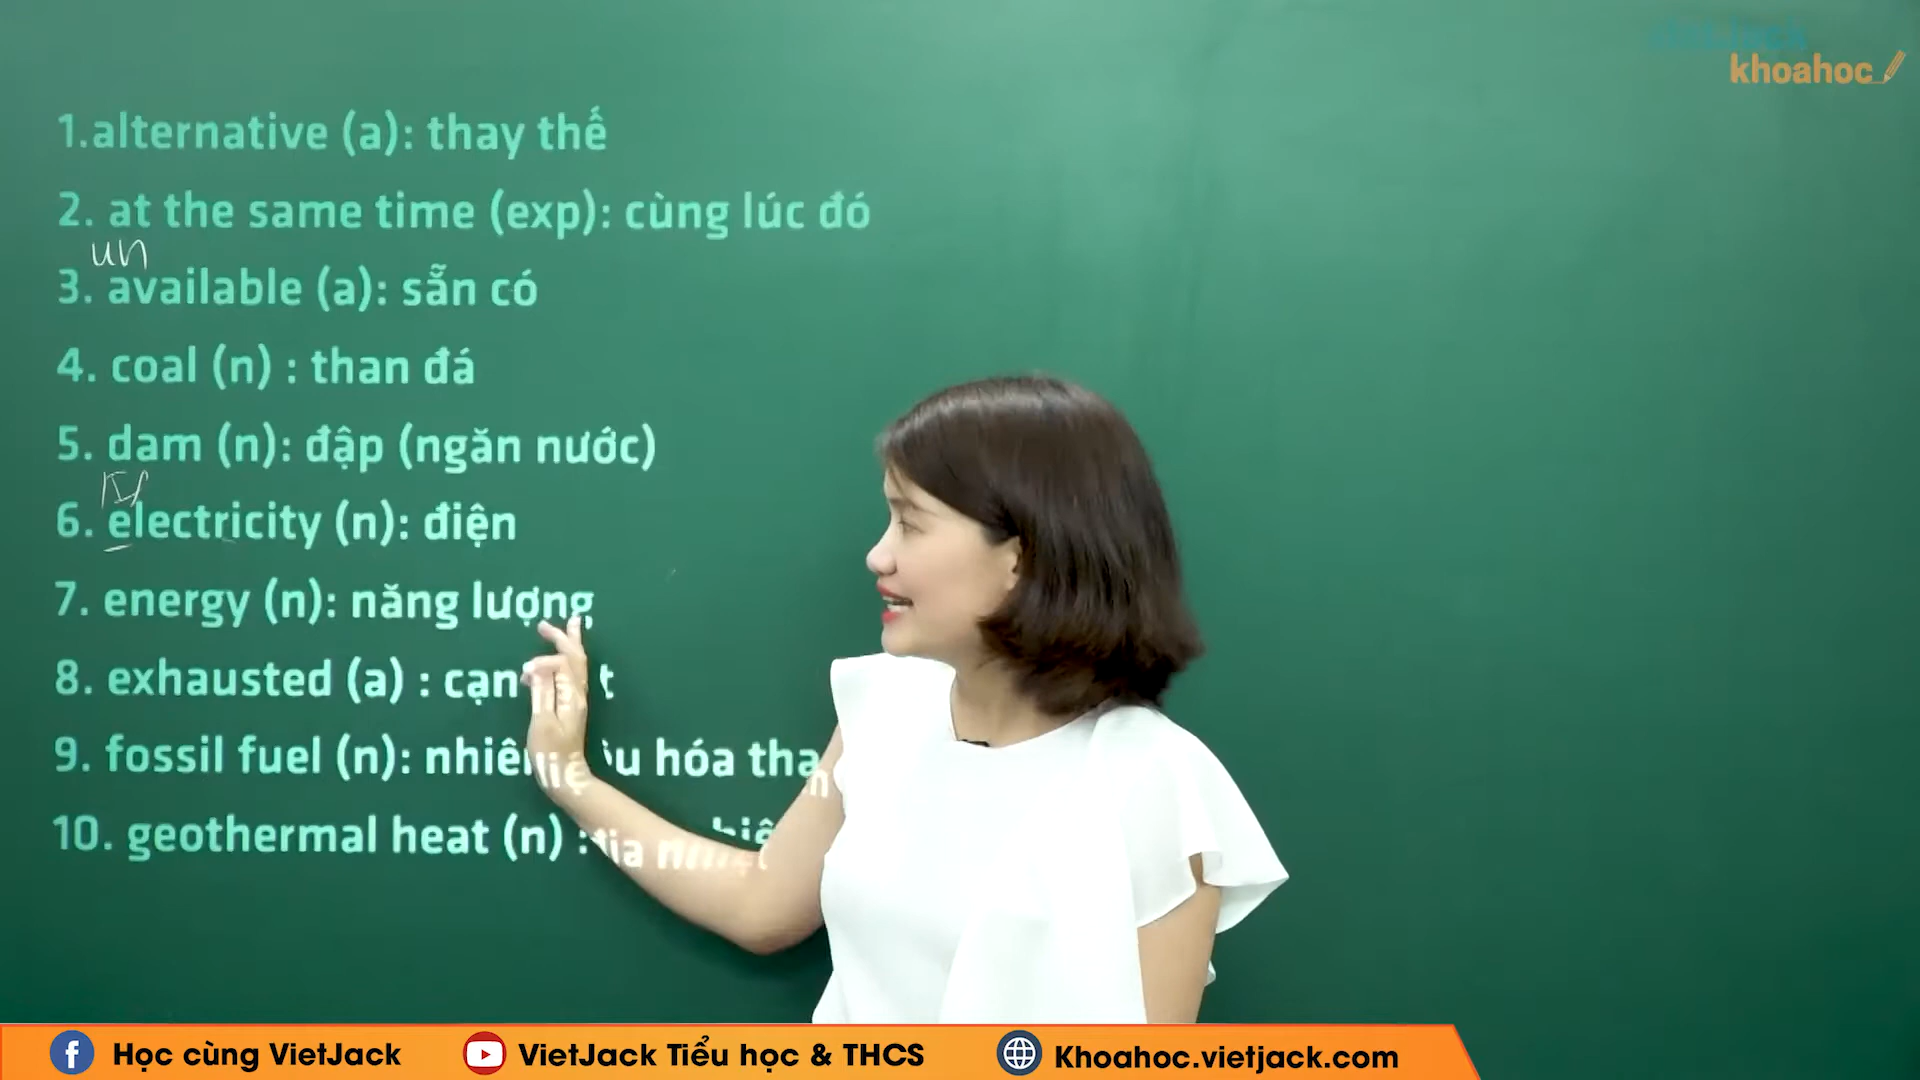 khoahoc
1.alternative (a): thay thế
2. at the same time (exp): cùng lúc đó
un
3. available (a): sẵn có
4. coal (n) : than đá
5. dam (n): đập (ngăn nước)
6. electricity (n): điện
7. energy (n): năng lượng
8. exhausted (a) : cạn
9. fossil fuel (n): hóa
10. geothermal heat (n) :
Học cùng VietJack
VietJack Tiểu học & THCS
Khoahoc.vietjack.com